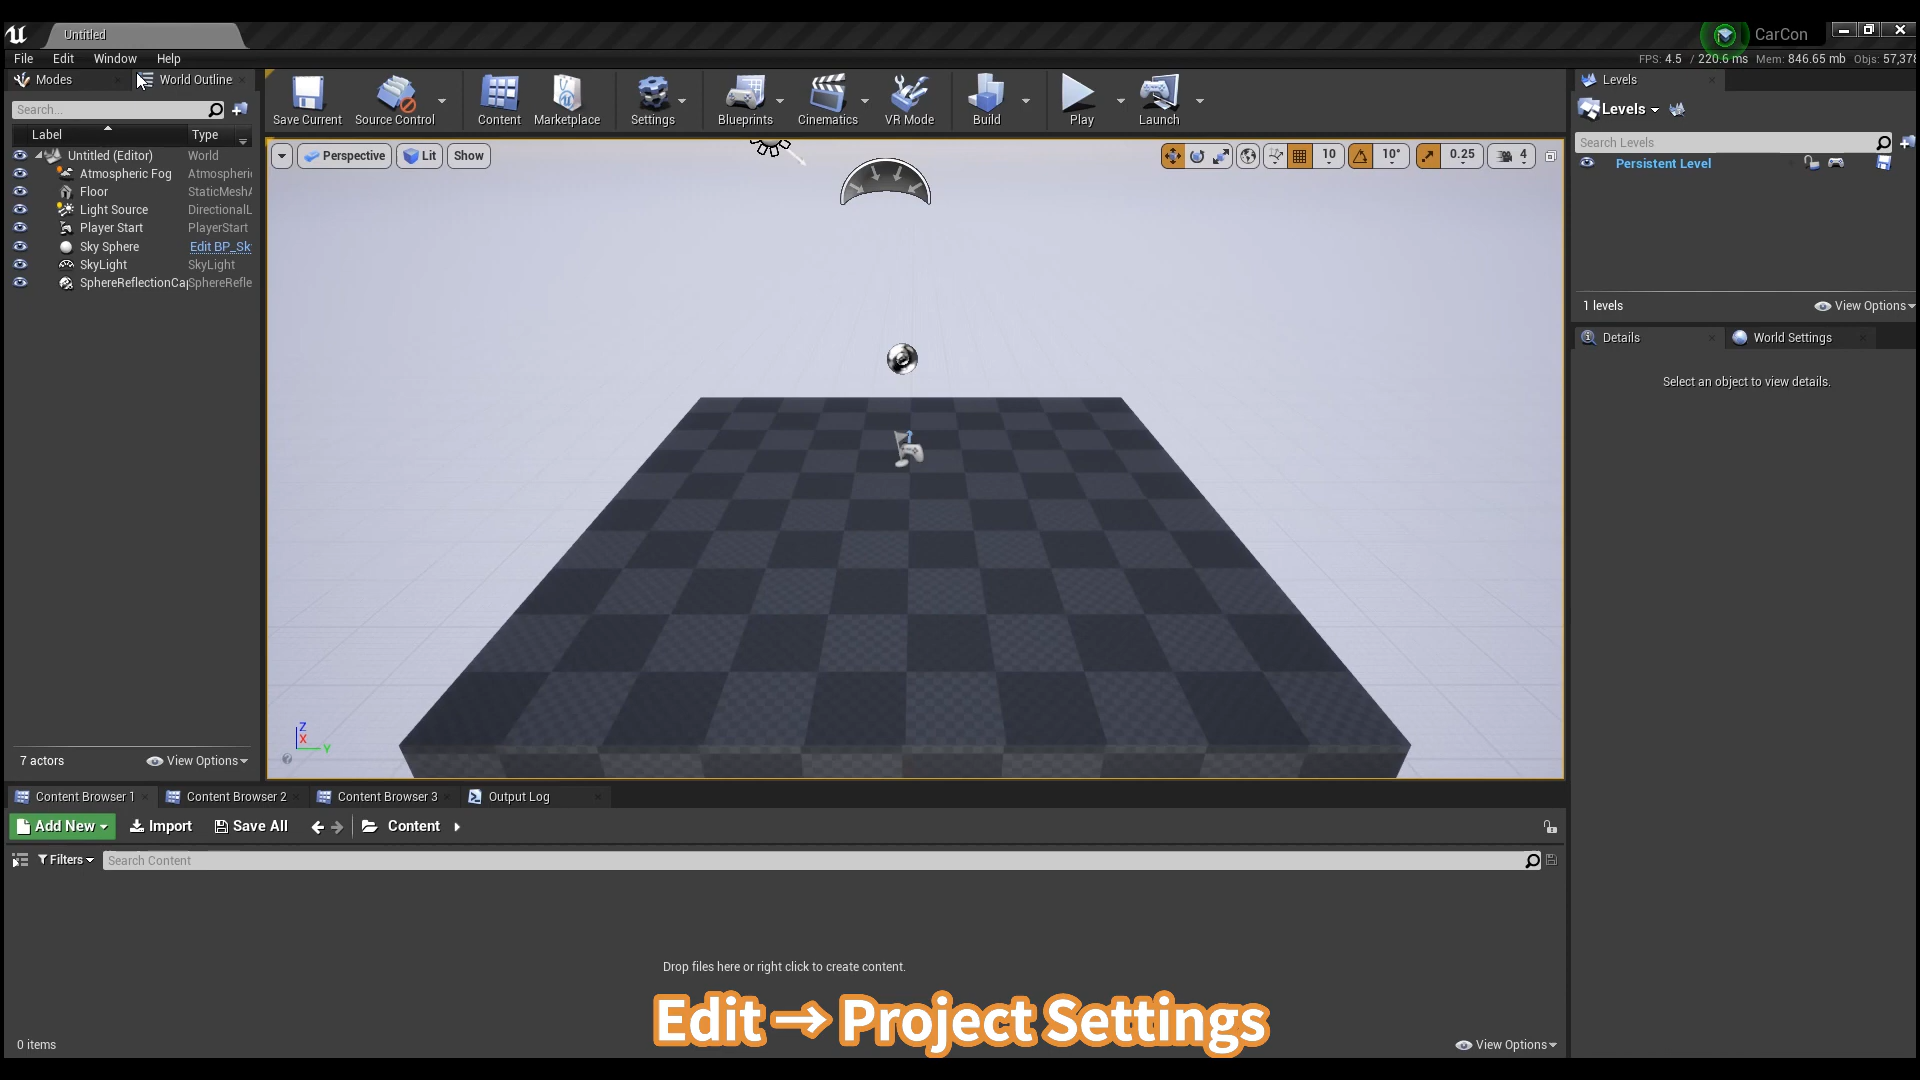 Untitled
CarCon
File Edit Window Help
FPS: 4.5 / 220.6 ms Mem: 846.65 mb Objs: 57,378
Modes
World Outline
Search...
Label
Type
Untitled (Editor) World
Atmospheric Fog Atmospheric
Floor StaticMeshA
Light Source DirectionalL
Player Start PlayerStart
Sky Sphere Edit BP_Sk
SkyLight SkyLight
SphereReflectionCap SphereRefle
7 actors
View Options
Save Current
Source Control
Content
Marketplace
Settings
Blueprints
Cinematics
VR Mode
Build
Play
Launch
Perspective
Lit
Show
10
10°
0.25
4
Z
X
Y
Levels
Levels
Search Levels
Persistent Level
1 levels
View Options
Details
World Settings
Select an object to view details.
Content Browser 1
Content Browser 2
Content Browser 3
Output Log
Add New
Import
Save All
Content
Filters
Search Content
Drop files here or right click to create content.
Edit → Project Settings
0 items
View Options